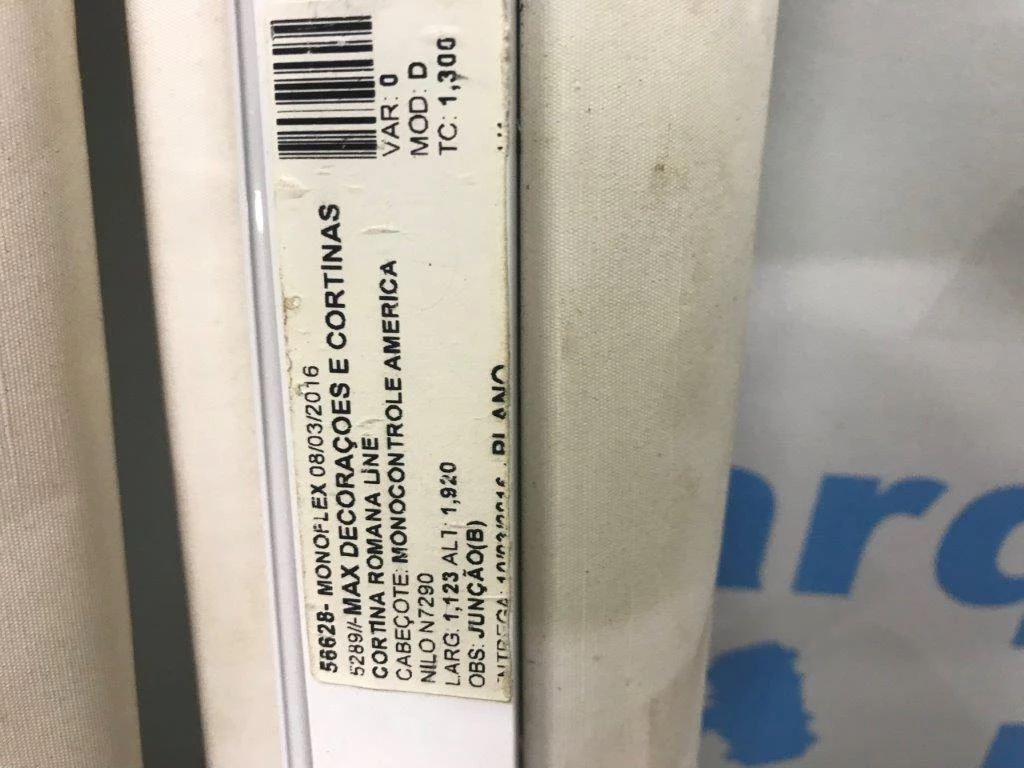 56628- MONOFLEX 08/03/2016
5289//-MAX DECORAÇOES E CORTINAS
CORTINA ROMANA LINE
CABEÇOTE: MONOCONTROLE AMERICA
NILO N7290
LARG: 1,123 ALT: 1,920
OBS: JUNÇÃO(B)
PLANO
VAR: 0
MOD: D
TC: 1,300